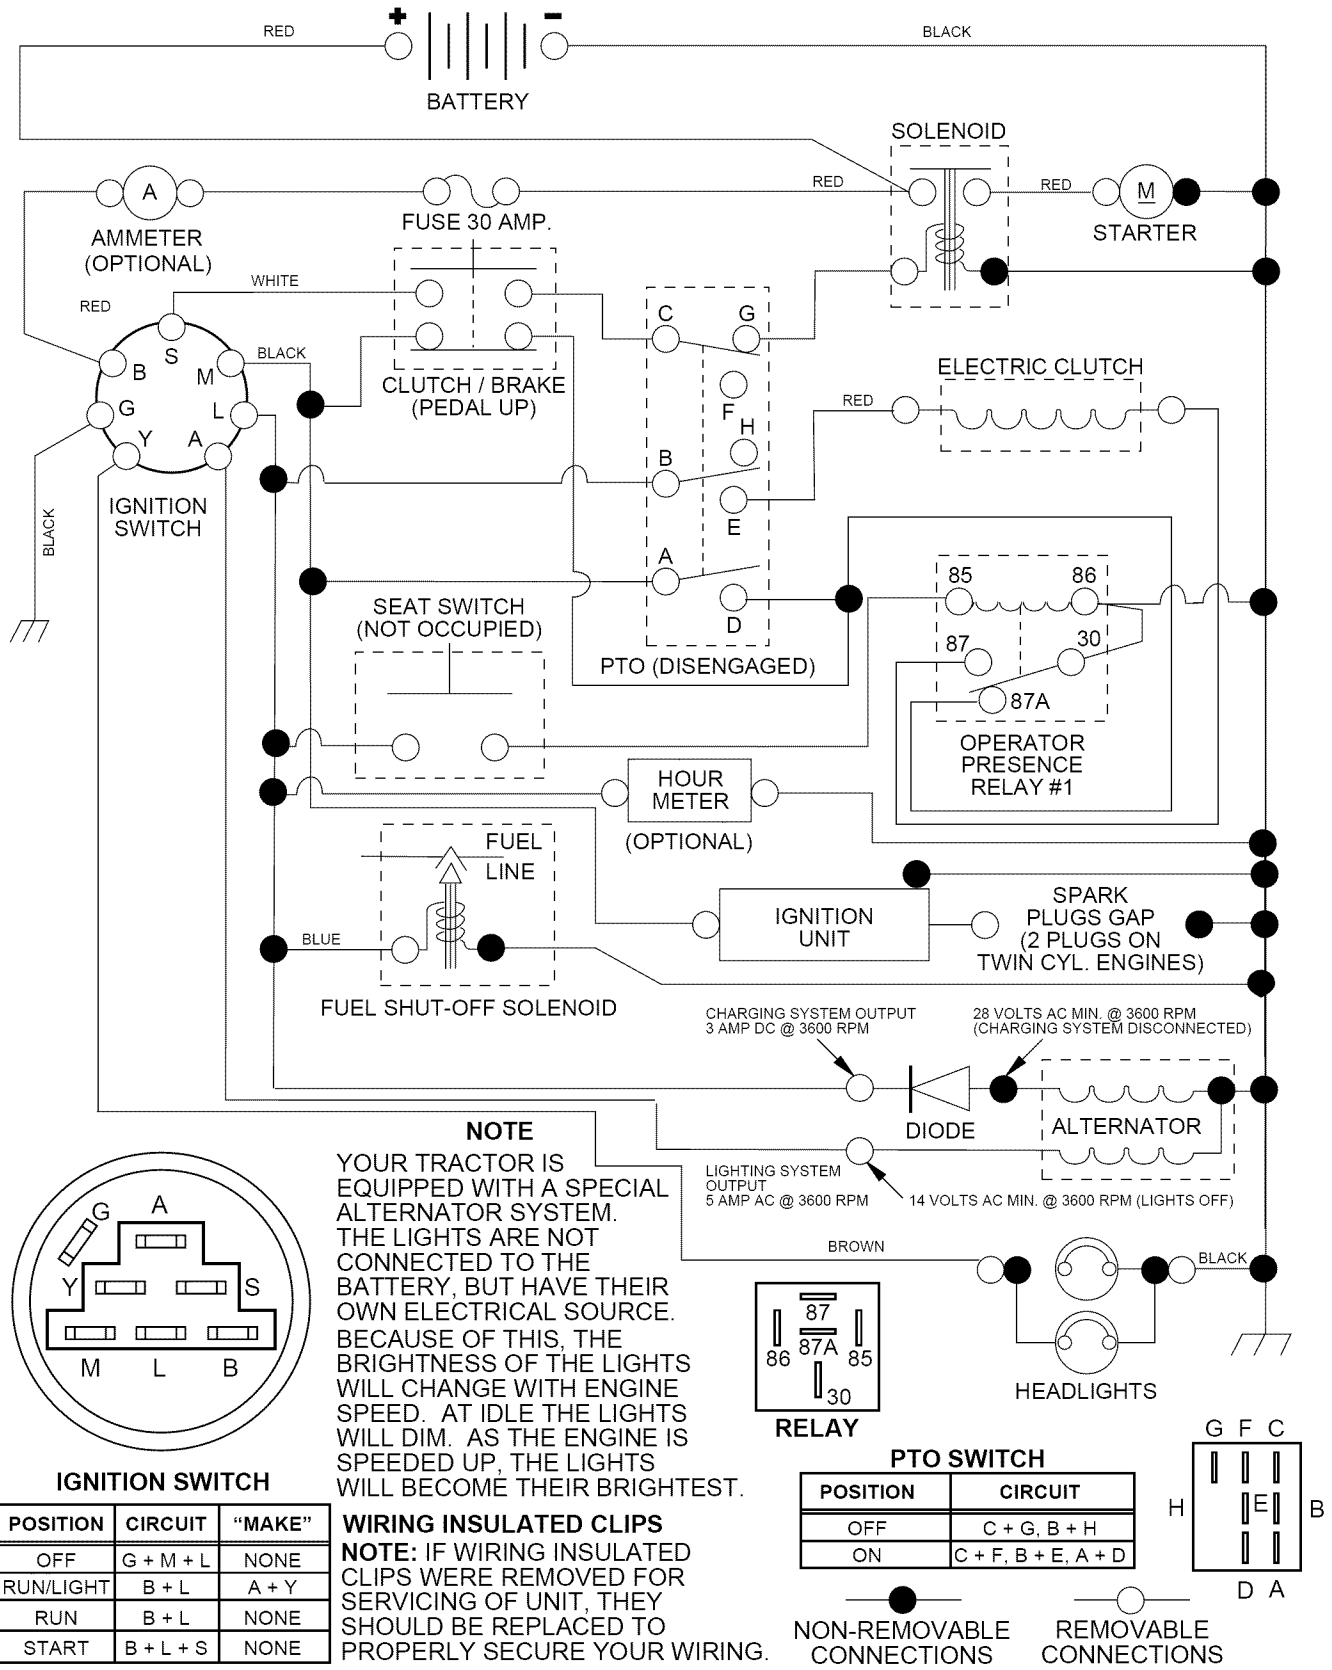 + -
RED
BLACK
BATTERY
SOLENOID
A
RED
RED
M
FUSE 30 AMP.
STARTER
AMMETER
(OPTIONAL)
WHITE
RED
C
G
S
BLACK
B
M
ELECTRIC CLUTCH
CLUTCH / BRAKE
(PEDAL UP)
F
RED
G
L
H
Y
A
B
IGNITION
SWITCH
BLACK
E
A
85
86
SEAT SWITCH
(NOT OCCUPIED)
D
87
30
PTO (DISENGAGED)
87A
OPERATOR
PRESENCE
RELAY #1
HOUR
METER
(OPTIONAL)
FUEL
LINE
IGNITION
UNIT
SPARK
PLUGS GAP
(2 PLUGS ON
TWIN CYL. ENGINES)
BLUE
FUEL SHUT-OFF SOLENOID
CHARGING SYSTEM OUTPUT
3 AMP DC @ 3600 RPM
28 VOLTS AC MIN. @ 3600 RPM
(CHARGING SYSTEM DISCONNECTED)
DIODE
ALTERNATOR
LIGHTING SYSTEM
OUTPUT
5 AMP AC @ 3600 RPM
14 VOLTS AC MIN. @ 3600 RPM (LIGHTS OFF)
BROWN
BLACK
HEADLIGHTS
NOTE
YOUR TRACTOR IS
EQUIPPED WITH A SPECIAL
ALTERNATOR SYSTEM.
THE LIGHTS ARE NOT
CONNECTED TO THE
BATTERY, BUT HAVE THEIR
OWN ELECTRICAL SOURCE.
BECAUSE OF THIS, THE
BRIGHTNESS OF THE LIGHTS
WILL CHANGE WITH ENGINE
SPEED. AT IDLE THE LIGHTS
WILL DIM. AS THE ENGINE IS
SPEEDED UP, THE LIGHTS
WILL BECOME THEIR BRIGHTEST.
G
A
Y
S
M L B
IGNITION SWITCH
POSITION CIRCUIT “MAKE”
OFF G + M + L NONE
RUN/LIGHT B + L A + Y
RUN B + L NONE
START B + L + S NONE
WIRING INSULATED CLIPS
NOTE: IF WIRING INSULATED
CLIPS WERE REMOVED FOR
SERVICING OF UNIT, THEY
SHOULD BE REPLACED TO
PROPERLY SECURE YOUR WIRING.
87
86 87A 85
30
RELAY
PTO SWITCH
POSITION CIRCUIT
OFF C + G, B + H
ON C + F, B + E, A + D
G F C
H E B
D A
NON-REMOVABLE
CONNECTIONS
REMOVABLE
CONNECTIONS